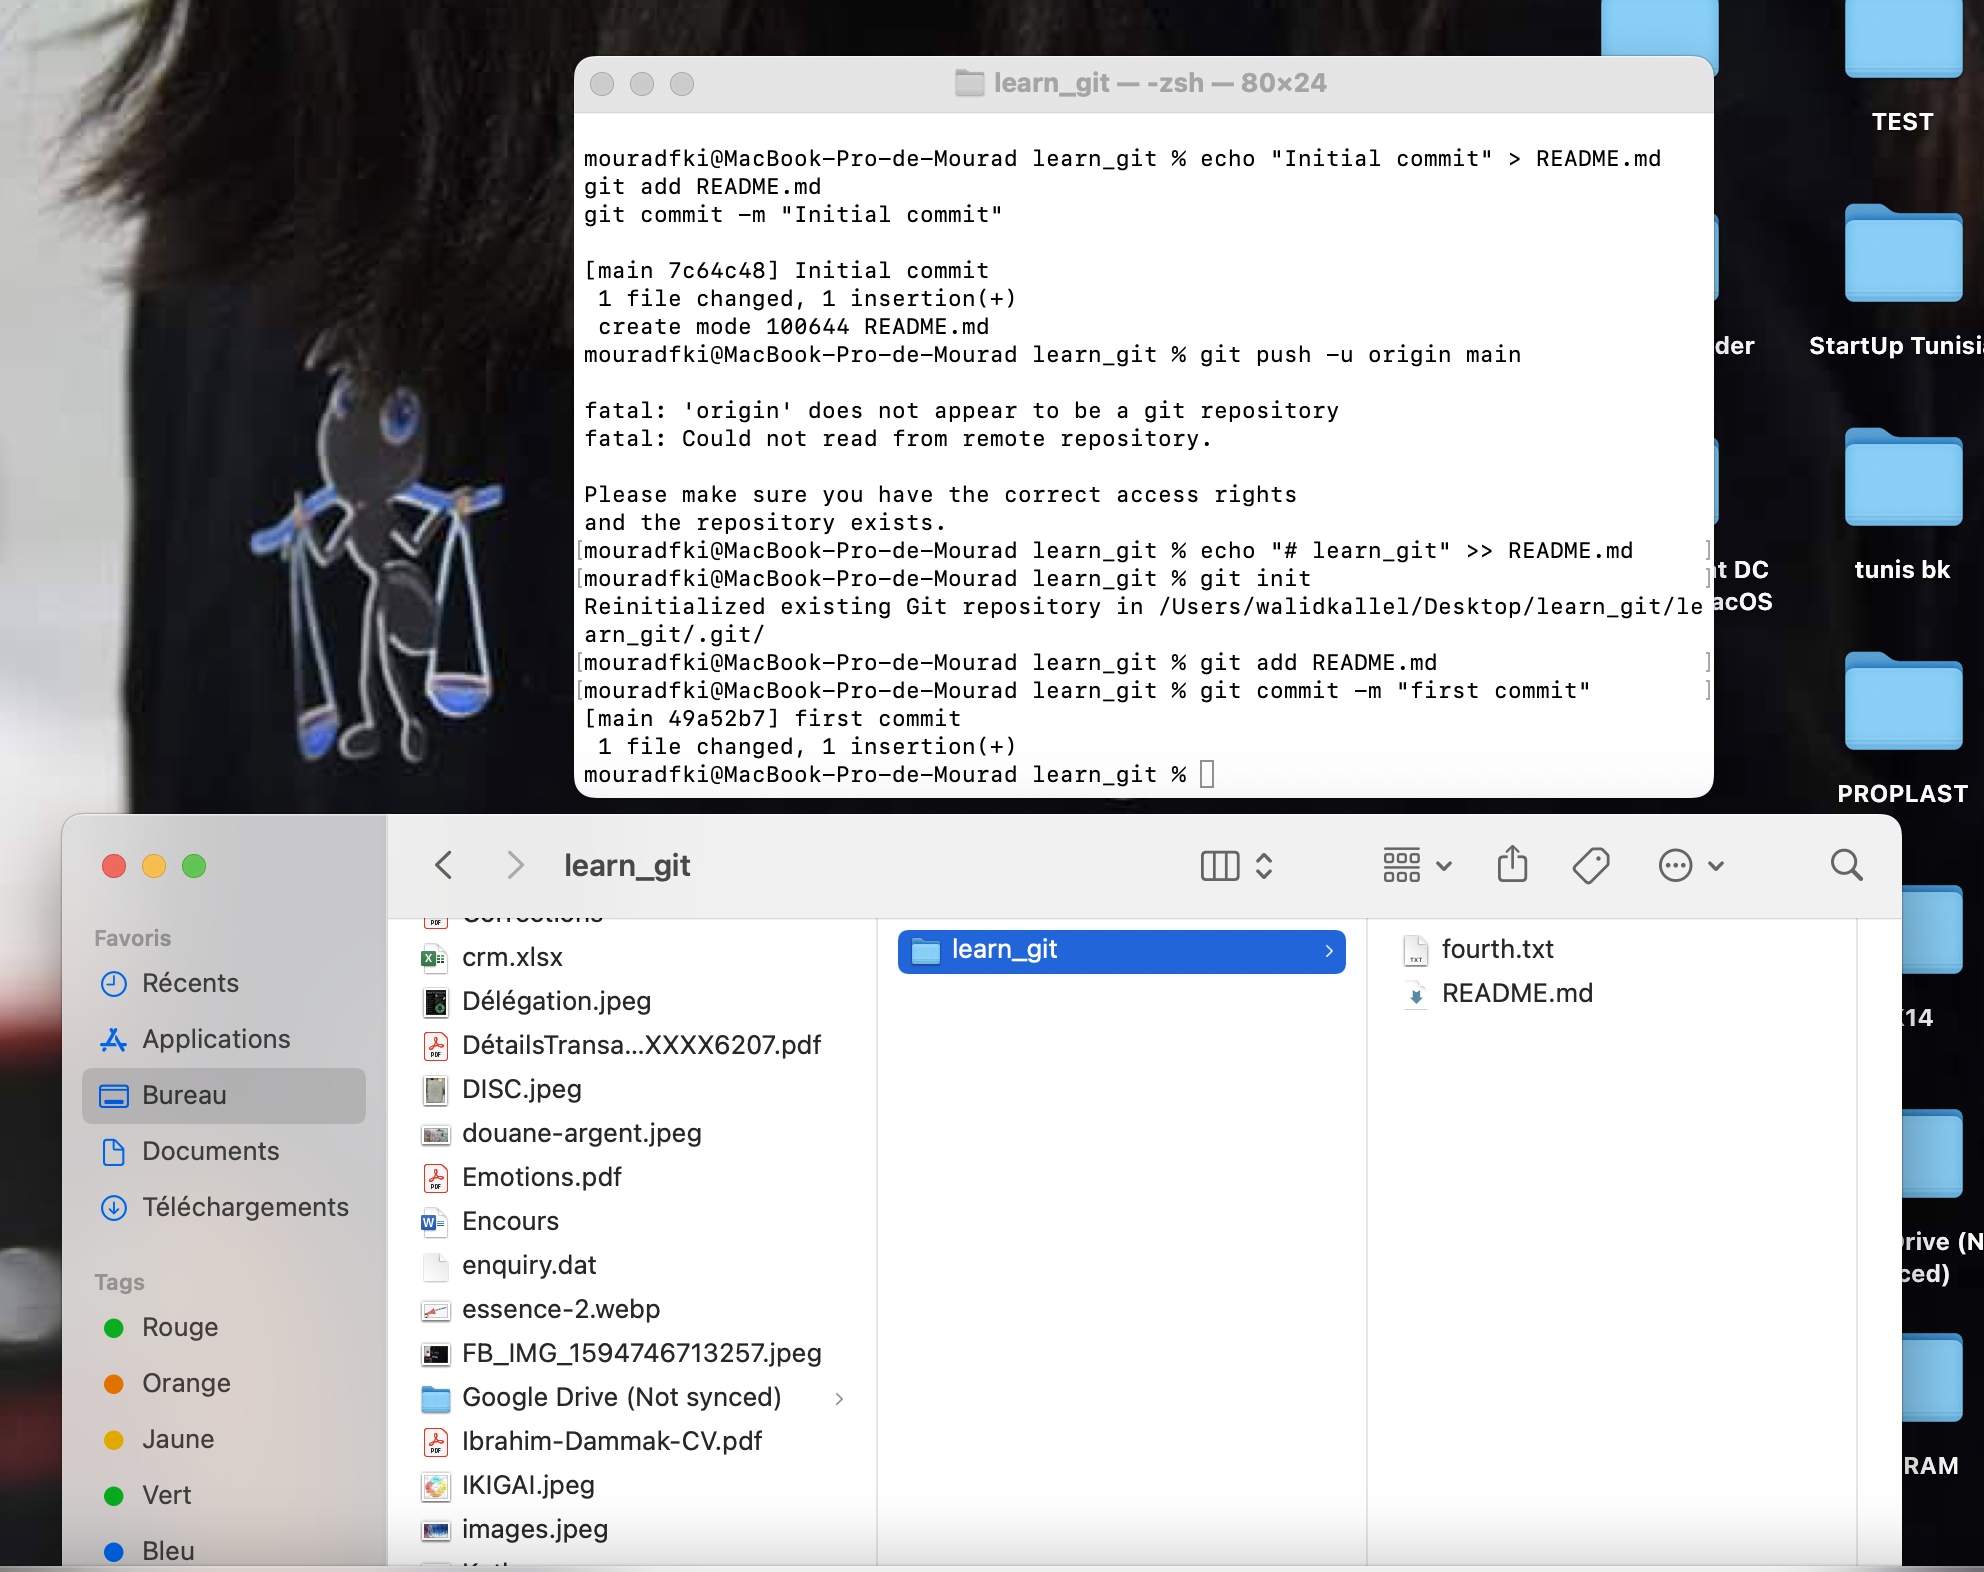 learn_git — -zsh — 80×24
mouradfki@MacBook-Pro-de-Mourad learn_git % echo "Initial commit" > README.md
git add README.md
git commit -m "Initial commit"
[main 7c64c48] Initial commit
1 file changed, 1 insertion(+)
create mode 100644 README.md
mouradfki@MacBook-Pro-de-Mourad learn_git % git push -u origin main
fatal: 'origin' does not appear to be a git repository
fatal: Could not read from remote repository.
Please make sure you have the correct access rights
and the repository exists.
[mouradfki@MacBook-Pro-de-Mourad learn_git % echo "# learn_git" >> README.md ]
[mouradfki@MacBook-Pro-de-Mourad learn_git % git init ]
Reinitialized existing Git repository in /Users/walidkallel/Desktop/learn_git/le
arn_git/.git/
[mouradfki@MacBook-Pro-de-Mourad learn_git % git add README.md ]
[mouradfki@MacBook-Pro-de-Mourad learn_git % git commit -m "first commit" ]
[main 49a52b7] first commit
1 file changed, 1 insertion(+)
mouradfki@MacBook-Pro-de-Mourad learn_git %
TEST
der
StartUp Tunisi
t DC
acOS
tunis bk
PROPLAST
14
Drive (N
ced)
RAM
learn_git
Favoris
Récents
Applications
Bureau
Documents
Téléchargements
Tags
Rouge
Orange
Jaune
Vert
Bleu
Corrections
crm.xlsx
Délégation.jpeg
DétailsTransa...XXXX6207.pdf
DISC.jpeg
douane-argent.jpeg
Emotions.pdf
Encours
enquiry.dat
essence-2.webp
FB_IMG_1594746713257.jpeg
Google Drive (Not synced)
Ibrahim-Dammak-CV.pdf
IKIGAI.jpeg
images.jpeg
learn_git
fourth.txt
README.md